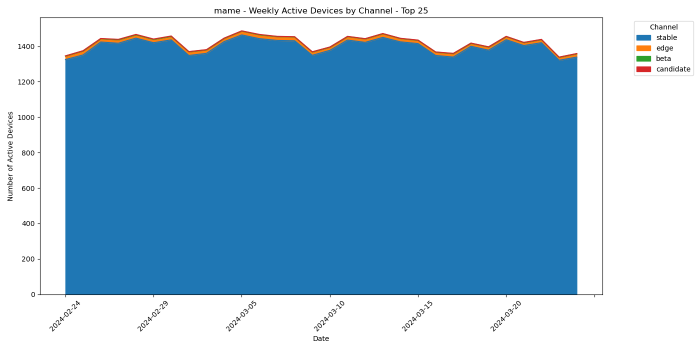 mame - Weekly Active Devices by Channel - Top 25
Number of Active Devices
1400
1200
1000
800
600
400
200
0
2024-02-24
2024-02-29
2024-03-05
2024-03-10
2024-03-15
2024-03-20
Date
Channel
stable
edge
beta
candidate